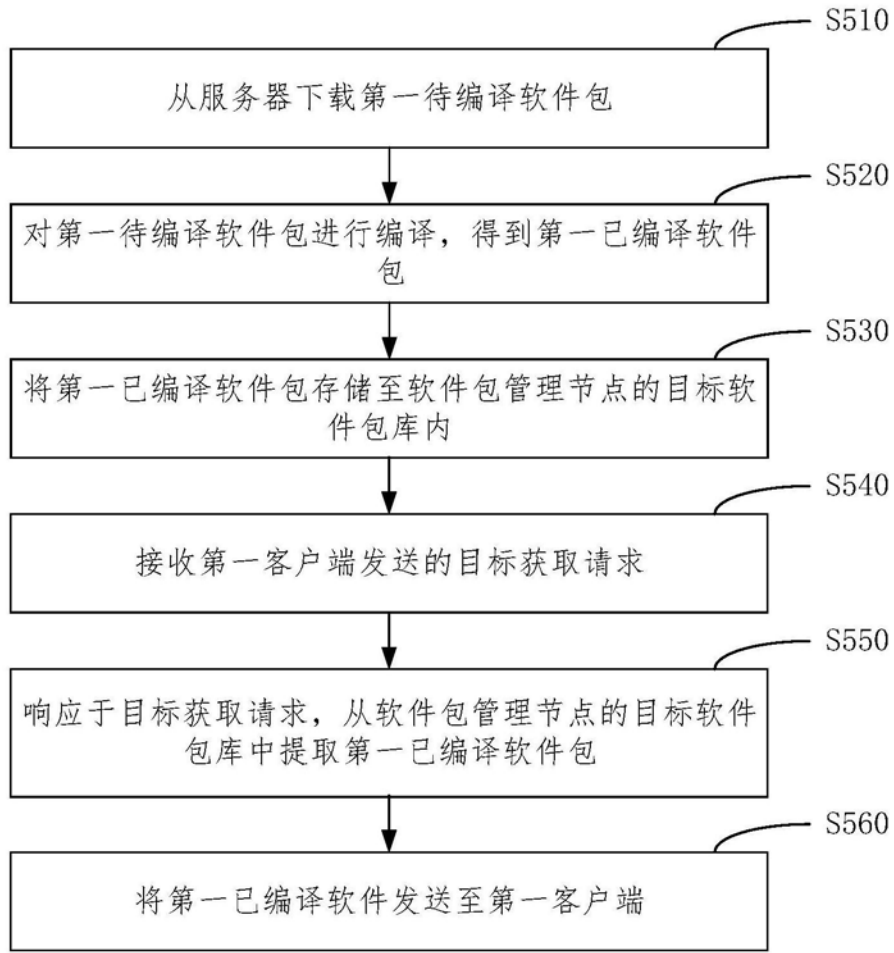 S510
从服务器下载第一待编译软件包
S520
对第一待编译软件包进行编译，得到第一已编译软件
包
S530
将第一已编译软件包存储至软件包管理节点的目标软
件包库内
S540
接收第一客户端发送的目标获取请求
S550
响应于目标获取请求，从软件包管理节点的目标软件
包库中提取第一已编译软件包
S560
将第一已编译软件发送至第一客户端